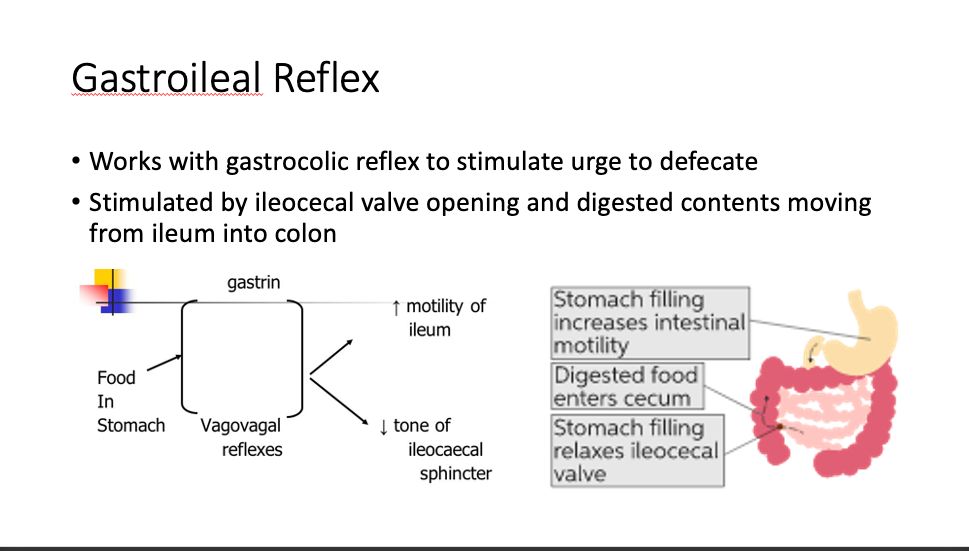 Gastroileal Reflex
• Works with gastrocolic reflex to stimulate urge to defecate
• Stimulated by ileocecal valve opening and digested contents moving
from ileum into colon
gastrin
↑ motility of
ileum
Food
In
Stomach
Vagovagal
reflexes
↓ tone of
ileocaecal
sphincter
Stomach filling
increases intestinal
motility
Digested food
enters cecum
Stomach filling
relaxes ileocecal
valve